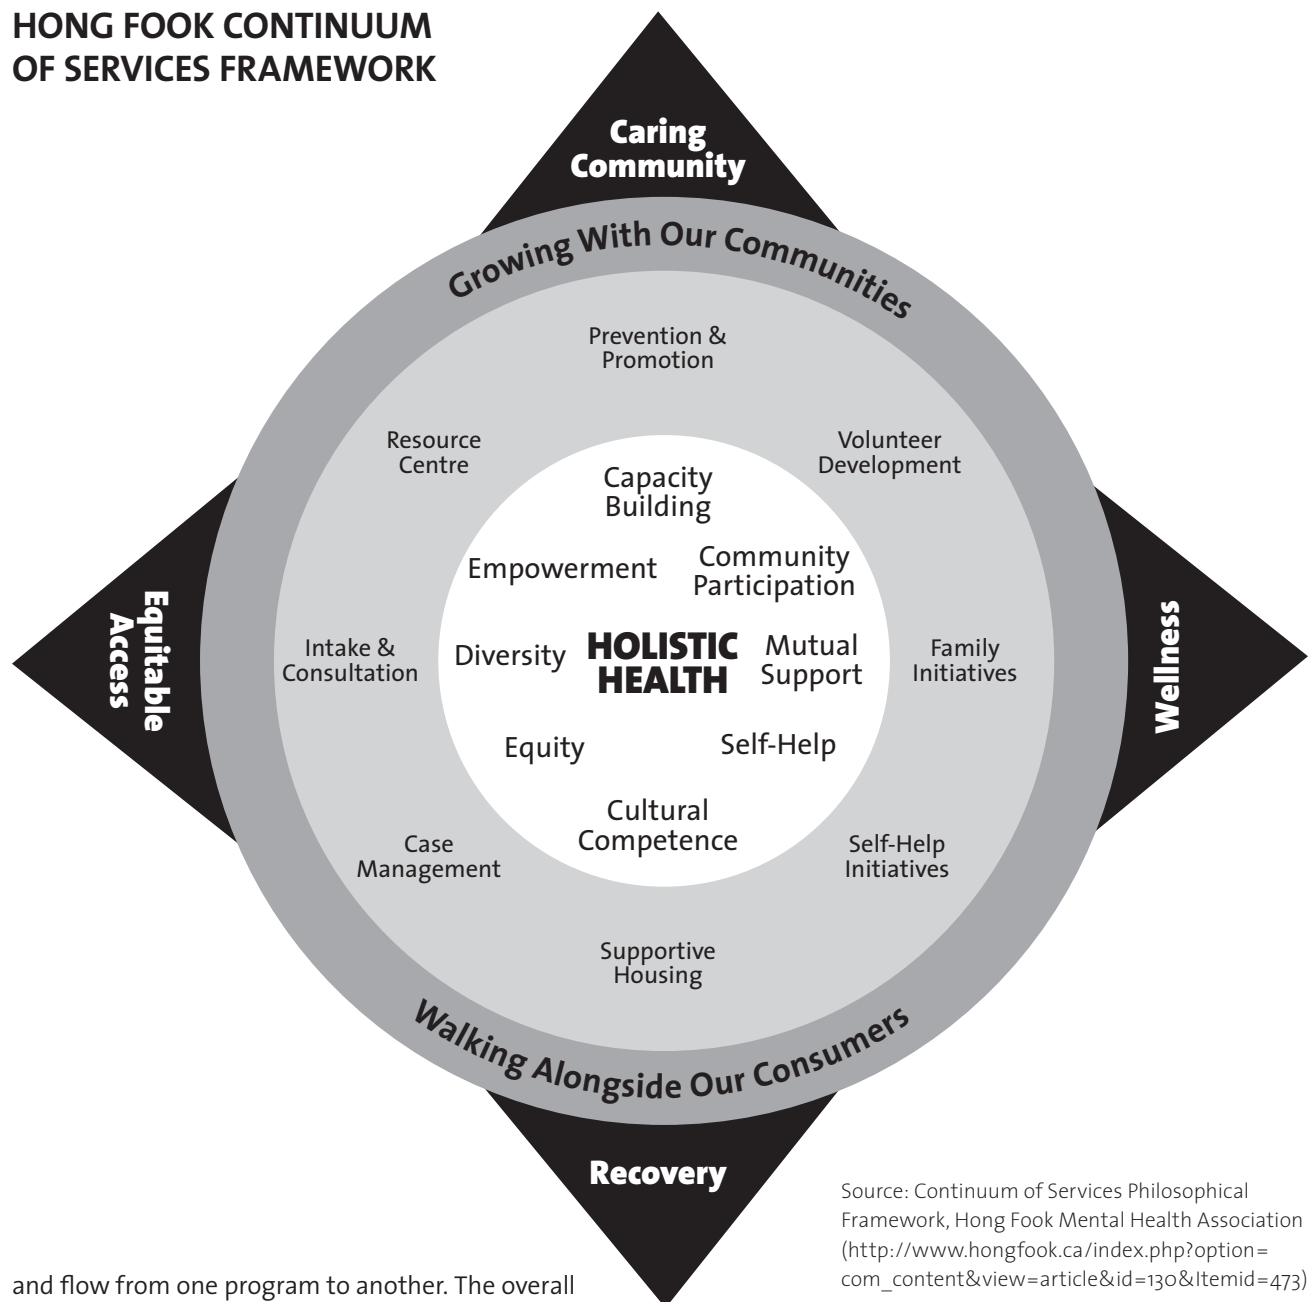 HONG FOOK CONTINUUM
OF SERVICES FRAMEWORK
Caring
Community
Growing With Our Communities
Prevention &
Promotion
Resource
Centre
Volunteer
Development
Capacity
Building
Empowerment
Community
Participation
Equitable
Access
Intake &
Consultation
Diversity
HOLISTIC
HEALTH
Mutual
Support
Family
Initiatives
Wellness
Equity
Self-Help
Cultural
Competence
Case
Management
Self-Help
Initiatives
Supportive
Housing
Walking Alongside Our Consumers
Recovery
Source: Continuum of Services Philosophical
Framework, Hong Fook Mental Health Association
(http://www.hongfook.ca/index.php?option=
com_content&view=article&id=130&Itemid=473)
and flow from one program to another. The overall